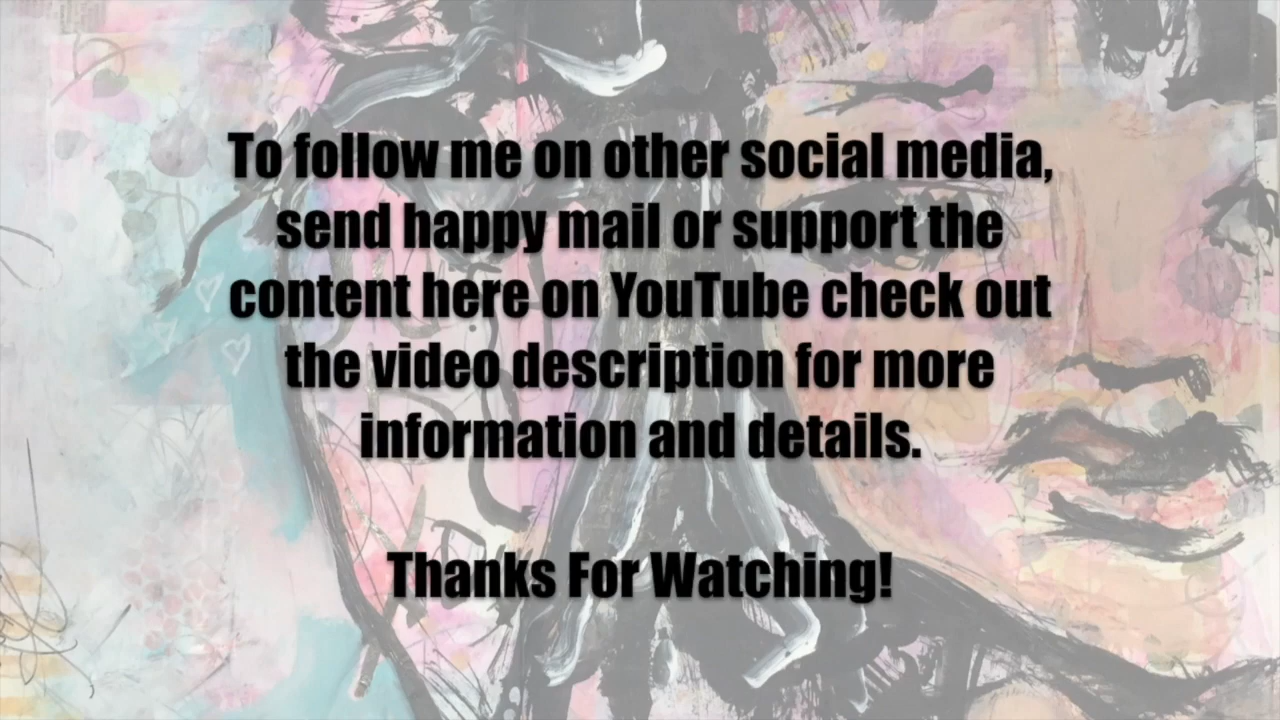 To follow me on other social media,
send happy mail or support the
content here on YouTube check out
the video description for more
information and details.
Thanks For Watching!